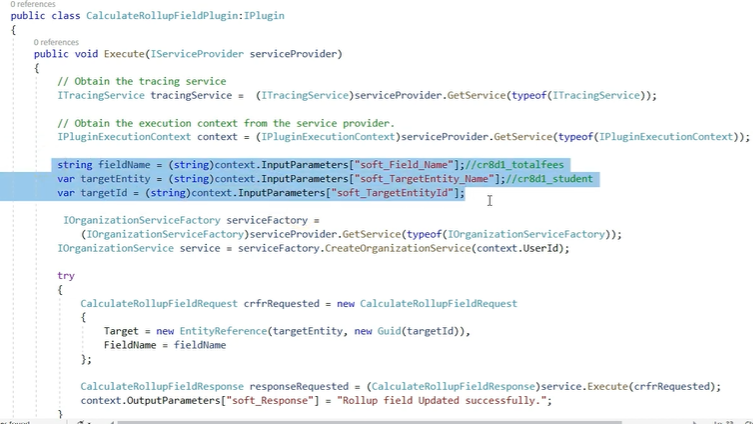 0 references
public class CalculateRollupFieldPlugin:IPlugin
{
0 references
public void Execute(IServiceProvider serviceProvider)
{
// Obtain the tracing service
ITracingService tracingService =  (ITracingService)serviceProvider.GetService(typeof(ITracingService));
// Obtain the execution context from the service provider.
IPluginExecutionContext context = (IPluginExecutionContext)serviceProvider.GetService(typeof(IPluginExecutionContext));
string fieldName = (string)context.InputParameters["soft_Field_Name"];//cr8d1_totalfees
var targetEntity = (string)context.InputParameters["soft_TargetEntity_Name"];//cr8d1_student
var targetId = (string)context.InputParameters["soft_TargetEntityId"];
IOrganizationServiceFactory serviceFactory =
(IOrganizationServiceFactory)serviceProvider.GetService(typeof(IOrganizationServiceFactory));
IOrganizationService service = serviceFactory.CreateOrganizationService(context.UserId);
try
{
CalculateRollupFieldRequest crfrRequested = new CalculateRollupFieldRequest
{
Target = new EntityReference(targetEntity, new Guid(targetId)),
FieldName = fieldName
};
CalculateRollupFieldResponse responseRequested = (CalculateRollupFieldResponse)service.Execute(crfrRequested);
context.OutputParameters["soft_Response"] = "Rollup field Updated successfully.";
}